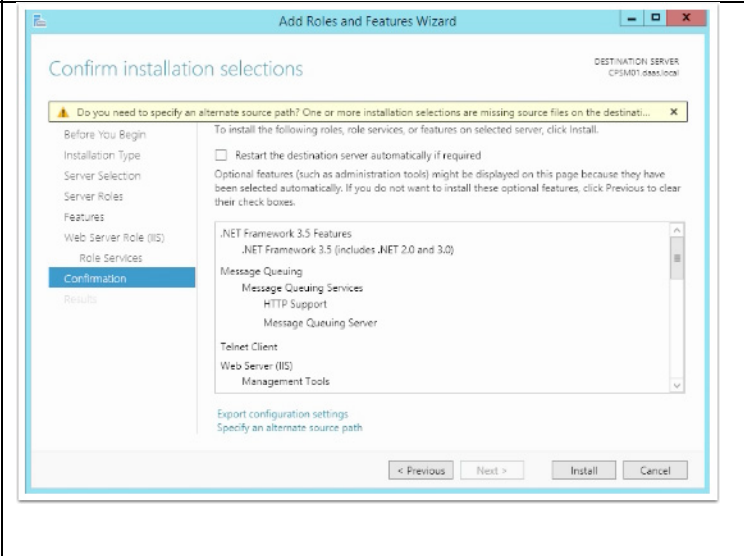 Add Roles and Features Wizard
Confirm installation selections
DESTINATION SERVER
CPSM01.daas.local
Do you need to specify an alternate source path? One or more installation selections are missing source files on the destinati...
Before You Begin
Installation Type
Server Selection
Server Roles
Features
Web Server Role (IIS)
Role Services
Confirmation
Results
To install the following roles, role services, or features on selected server, click Install.
Restart the destination server automatically if required
Optional features (such as administration tools) might be displayed on this page because they have
been selected automatically. If you do not want to install these optional features, click Previous to clear
their check boxes.
.NET Framework 3.5 Features
.NET Framework 3.5 (includes .NET 2.0 and 3.0)
Message Queuing
Message Queuing Services
HTTP Support
Message Queuing Server
Telnet Client
Web Server (IIS)
Management Tools
Export configuration settings
Specify an alternate source path
< Previous
Next >
Install
Cancel